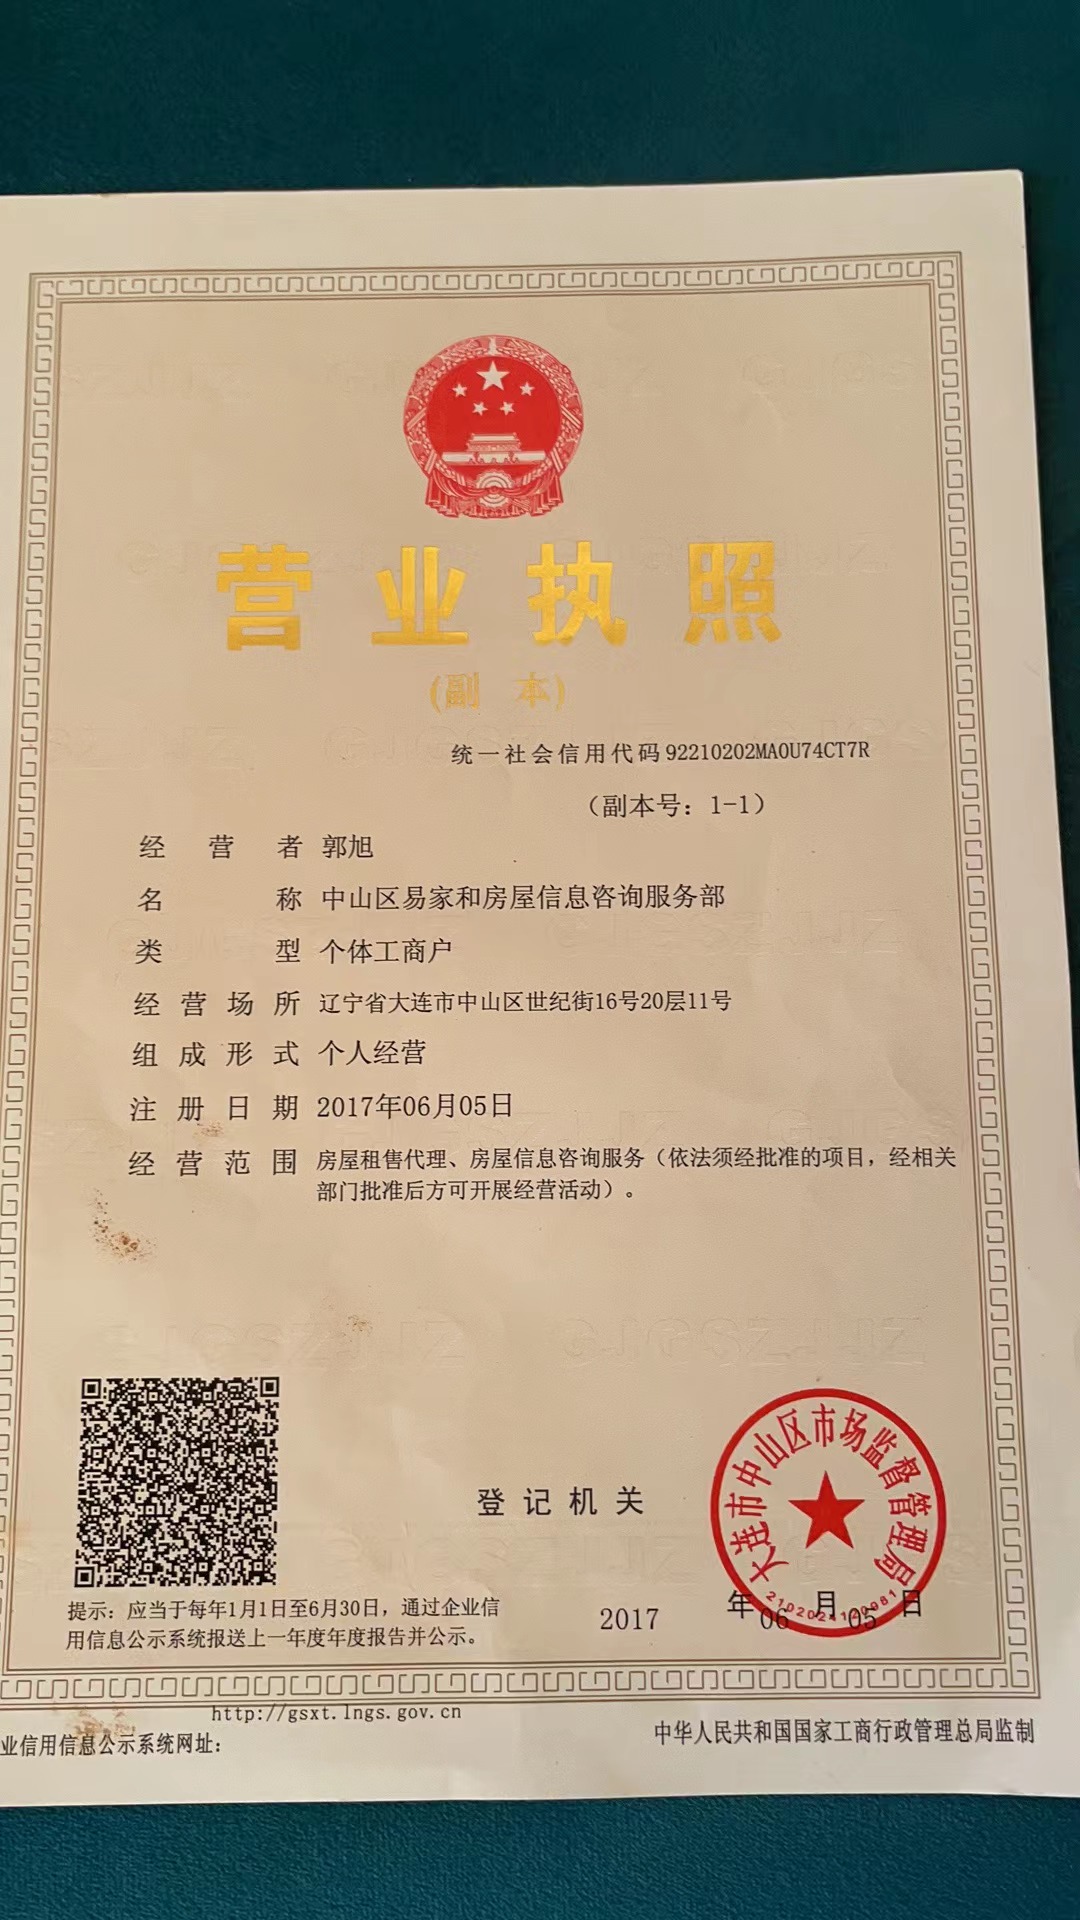 营业执照
(副 本)
统一社会信用代码 92210202MA0U74CT7R
（副本号：1-1）
经营者 郭旭
名称 中山区易家和房屋信息咨询服务部
类型 个体工商户
经营场所 辽宁省大连市中山区世纪街16号20层11号
组成形式 个人经营
注册日期 2017年06月05日
经营范围 房屋租售代理、房屋信息咨询服务（依法须经批准的项目，经相关
部门批准后方可开展经营活动）。
登记机关
大连市中山区市场监督管理局
2017 年 06 月 05 日
提示：应当于每年1月1日至6月30日，通过企业信
用信息公示系统报送上一年度年度报告并公示。
http://gsxt.lngs.gov.cn
业信用信息公示系统网址：
中华人民共和国国家工商行政管理总局监制